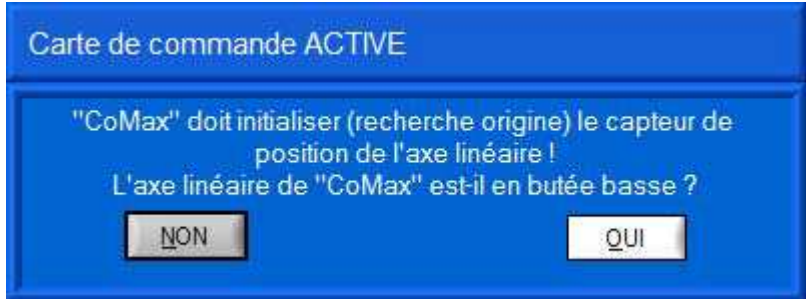 Carte de commande ACTIVE
"CoMax" doit initialiser (recherche origine) le capteur de
position de l'axe linéaire !
L'axe linéaire de "CoMax" est-il en butée basse ?
NON
OUI